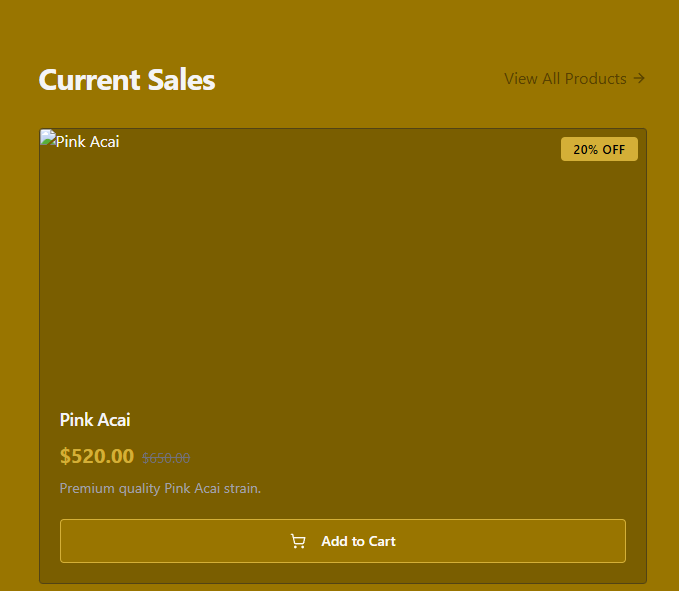 Current Sales
View All Products →
Pink Acai
20% OFF
Pink Acai
$520.00 $650.00
Premium quality Pink Acai strain.
Add to Cart